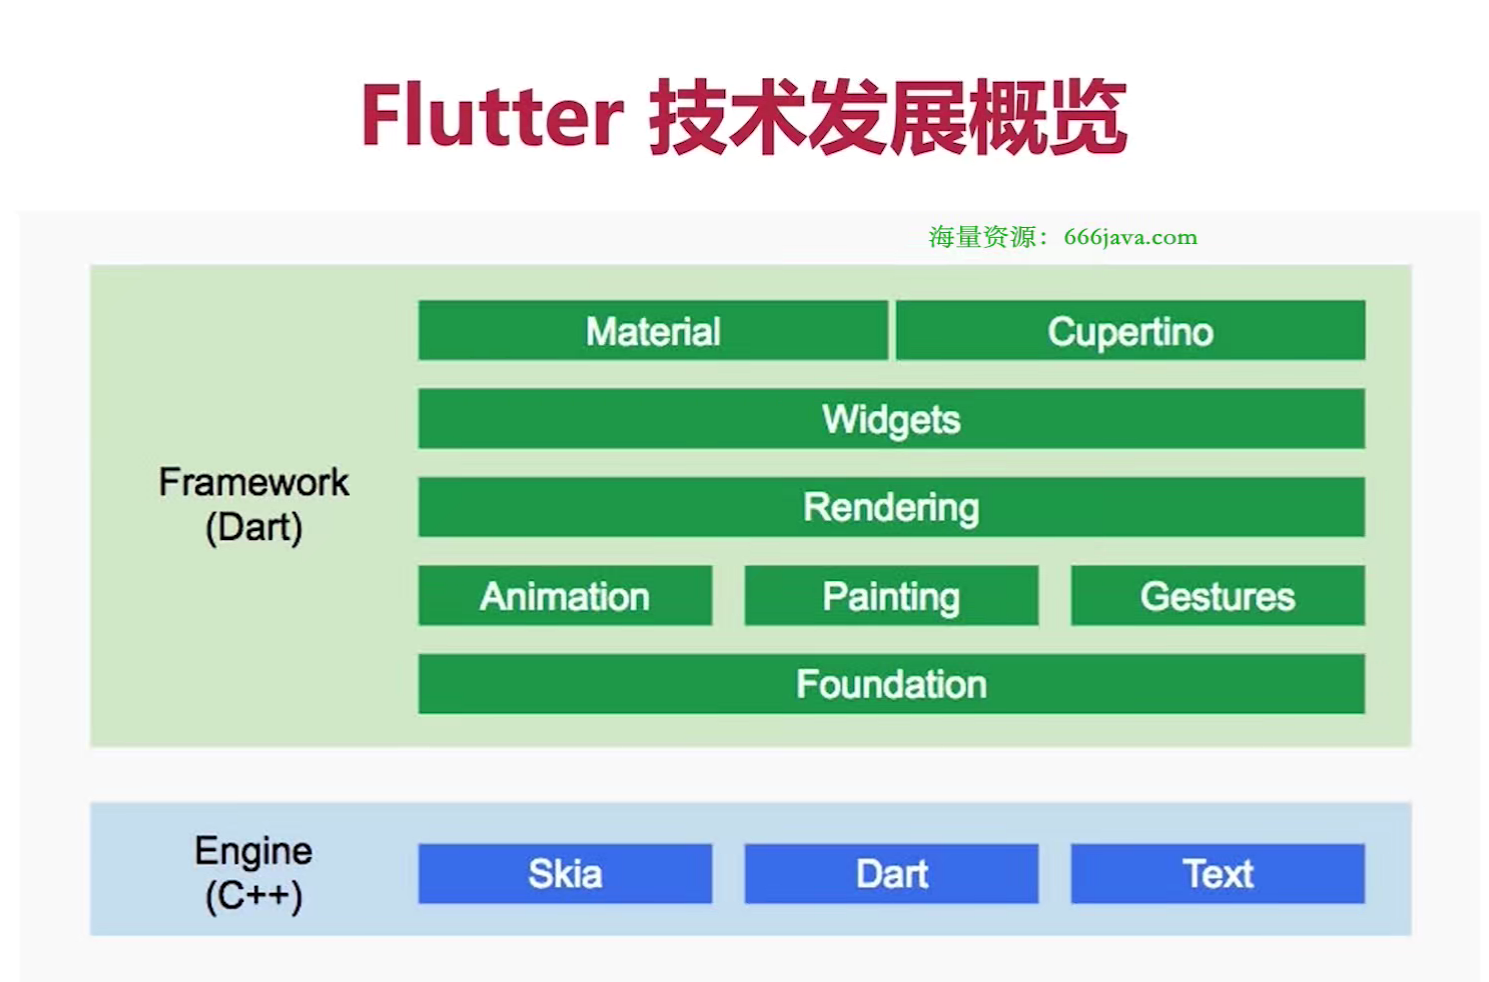 Flutter 技术发展概览
海量资源：666java.com
Material
Cupertino
Widgets
Framework
(Dart)
Rendering
Animation
Painting
Gestures
Foundation
Engine
(C++)
Skia
Dart
Text